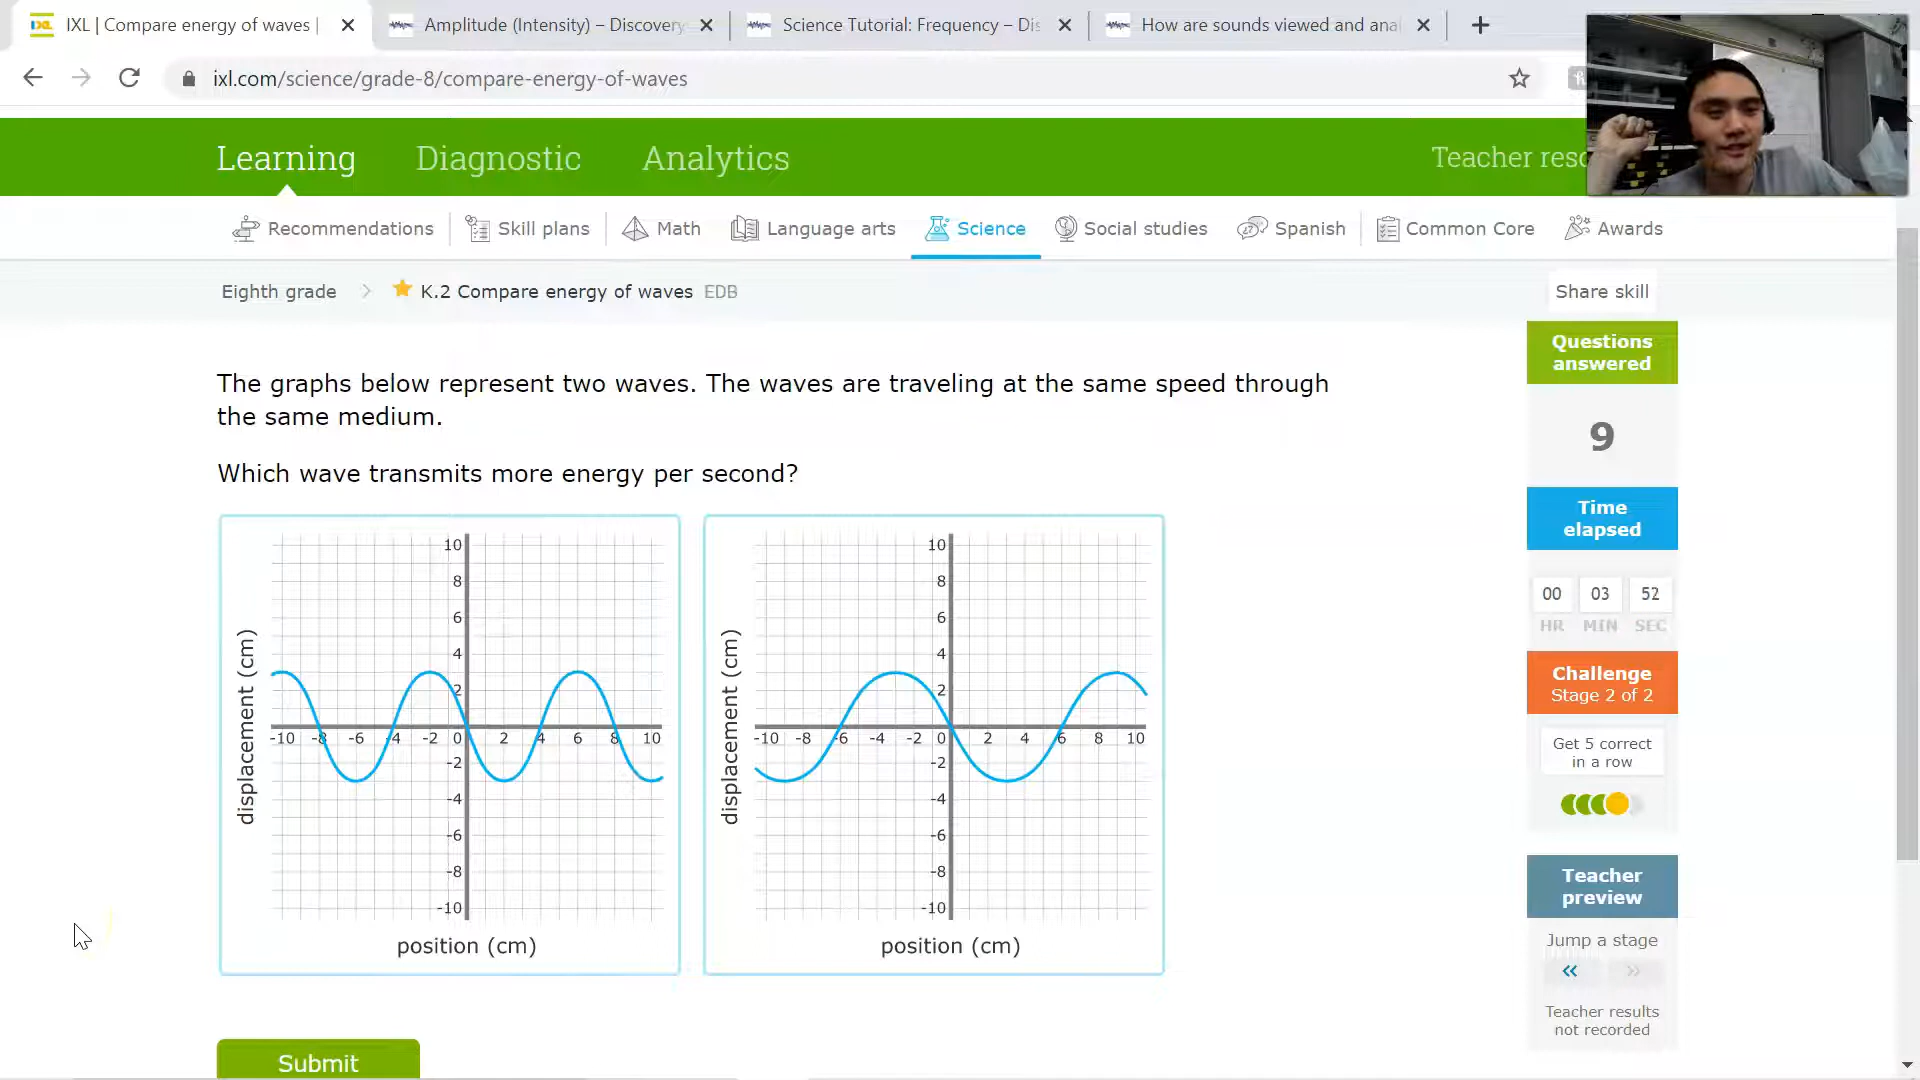 IXL | Compare energy of waves |
Amplitude (Intensity) – Discovery
Science Tutorial: Frequency – Dis
How are sounds viewed and anal
ixl.com/science/grade-8/compare-energy-of-waves
Learning
Diagnostic
Analytics
Teacher
Recommendations
Skill plans
Math
Language arts
Science
Social studies
Spanish
Common Core
Awards
Eighth grade
K.2 Compare energy of waves EDB
Share skill
The graphs below represent two waves. The waves are traveling at the same speed through
the same medium.
Which wave transmits more energy per second?
10
8
6
4
2
-10 -8 -6 -4 -2 0 2 4 6 8 10
-2
-4
-6
-8
-10
displacement (cm)
position (cm)
10
8
6
4
2
-10 -8 -6 -4 -2 0 2 4 6 8 10
-2
-4
-6
-8
-10
displacement (cm)
position (cm)
Submit
Questions
answered
9
Time
elapsed
00 03 52
HR MIN SEC
Challenge
Stage 2 of 2
Get 5 correct
in a row
Teacher
preview
Jump a stage
Teacher results
not recorded